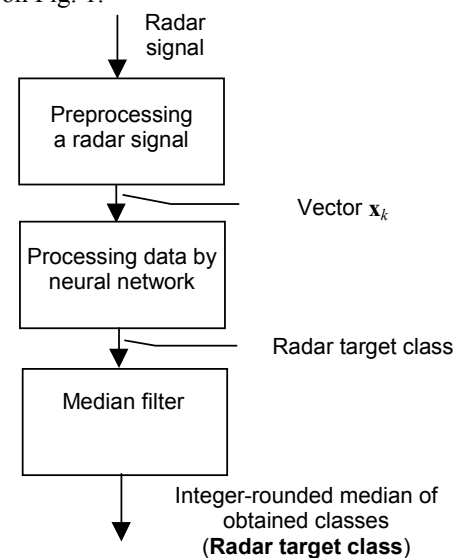 on Fig. 1.
Radar
signal
Preprocessing
a radar signal
Vector xₖ
Processing data by
neural network
Radar target class
Median filter
Integer-rounded median of
obtained classes
(Radar target class)